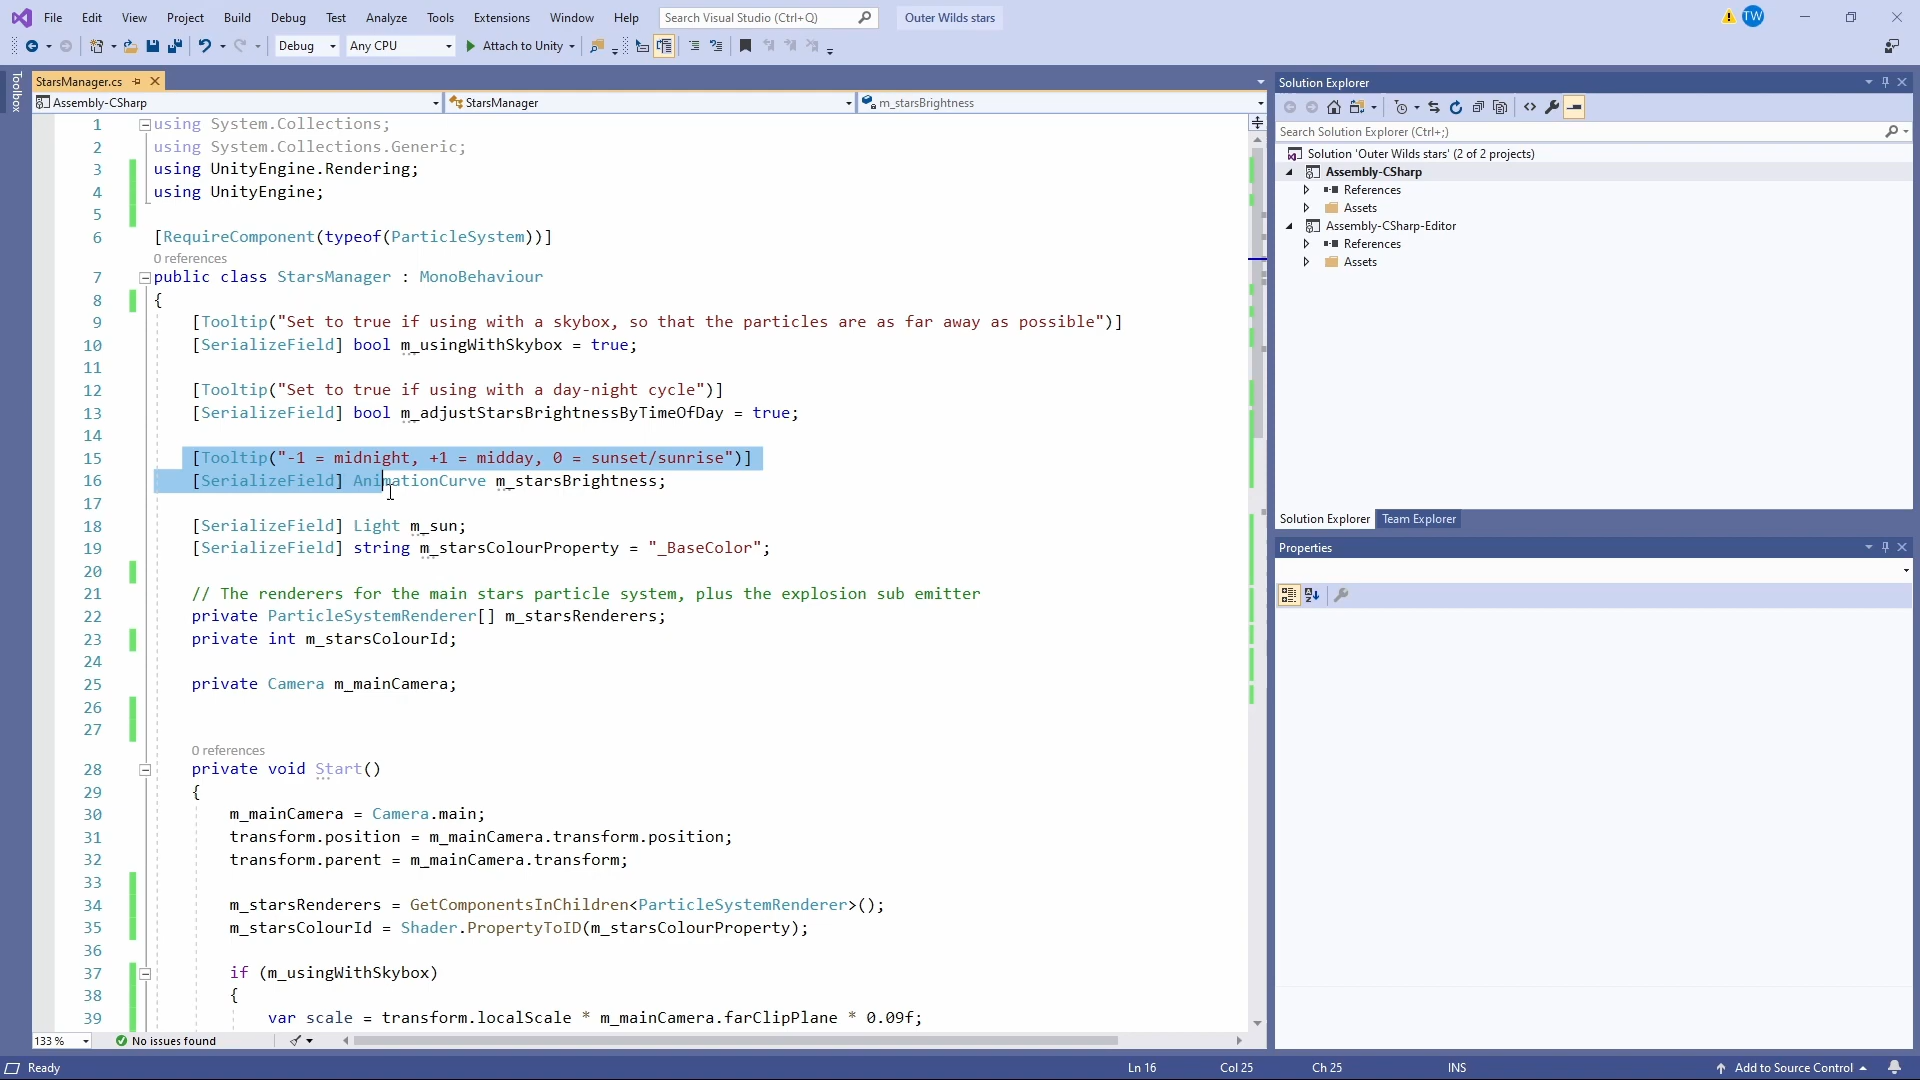 File Edit View Project Build Debug Test Analyze Tools Extensions Window Help Search Visual Studio (Ctrl+Q) Outer Wilds stars TW
Debug Any CPU Attach to Unity
Toolbox
StarsManager.cs
Assembly-CSharp StarsManager m_starsBrightness
1 using System.Collections;
2 using System.Collections.Generic;
3 using UnityEngine.Rendering;
4 using UnityEngine;
5
6 [RequireComponent(typeof(ParticleSystem))]
0 references
7 public class StarsManager : MonoBehaviour
8 {
9 [Tooltip("Set to true if using with a skybox, so that the particles are as far away as possible")]
10 [SerializeField] bool m_usingWithSkybox = true;
11
12 [Tooltip("Set to true if using with a day-night cycle")]
13 [SerializeField] bool m_adjustStarsBrightnessByTimeOfDay = true;
14
15 [Tooltip("-1 = midnight, +1 = midday, 0 = sunset/sunrise")]
16 [SerializeField] AnimationCurve m_starsBrightness;
17
18 [SerializeField] Light m_sun;
19 [SerializeField] string m_starsColourProperty = "_BaseColor";
20
21 // The renderers for the main stars particle system, plus the explosion sub emitter
22 private ParticleSystemRenderer[] m_starsRenderers;
23 private int m_starsColourId;
24
25 private Camera m_mainCamera;
26
27
0 references
28 private void Start()
29 {
30 m_mainCamera = Camera.main;
31 transform.position = m_mainCamera.transform.position;
32 transform.parent = m_mainCamera.transform;
33
34 m_starsRenderers = GetComponentsInChildren<ParticleSystemRenderer>();
35 m_starsColourId = Shader.PropertyToID(m_starsColourProperty);
36
37 if (m_usingWithSkybox)
38 {
39 var scale = transform.localScale * m_mainCamera.farClipPlane * 0.09f;
133 % No issues found
Solution Explorer
Search Solution Explorer (Ctrl+;)
Solution 'Outer Wilds stars' (2 of 2 projects)
Assembly-CSharp
References
Assets
Assembly-CSharp-Editor
References
Assets
Solution Explorer Team Explorer
Properties
Ready Ln 16 Col 25 Ch 25 INS Add to Source Control